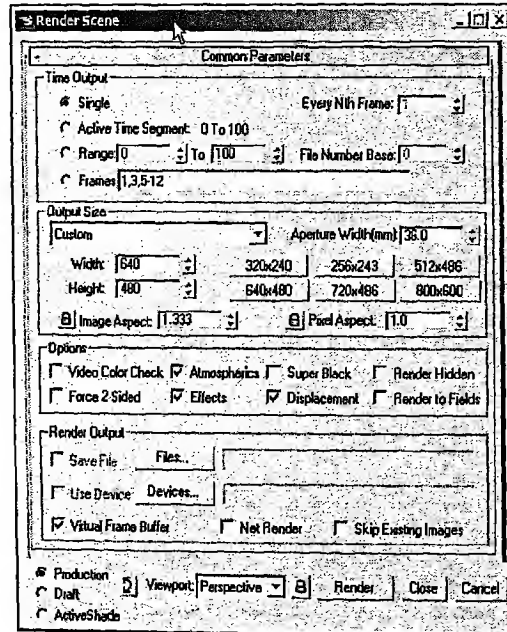 Render Scene
Common Parameters
Time Output
Single Every Nth Frame: 1
Active Time Segment: 0 To 100
Range: 0 To 100 File Number Base: 0
Frames 1,3,5-12
Output Size
Custom Aperture Width(mm): 36.0
Width: 640 320x240 256x243 512x486
Height: 480 640x480 720x486 800x600
Image Aspect: 1.333 Pixel Aspect: 1.0
Options
Video Color Check Atmospherics Super Black Render Hidden
Force 2-Sided Effects Displacement Render to Fields
Render Output
Save File Files...
Use Device Devices...
Virtual Frame Buffer Net Render Skip Existing Images
Production
Draft Viewport: Perspective Render Close Cancel
ActiveShade